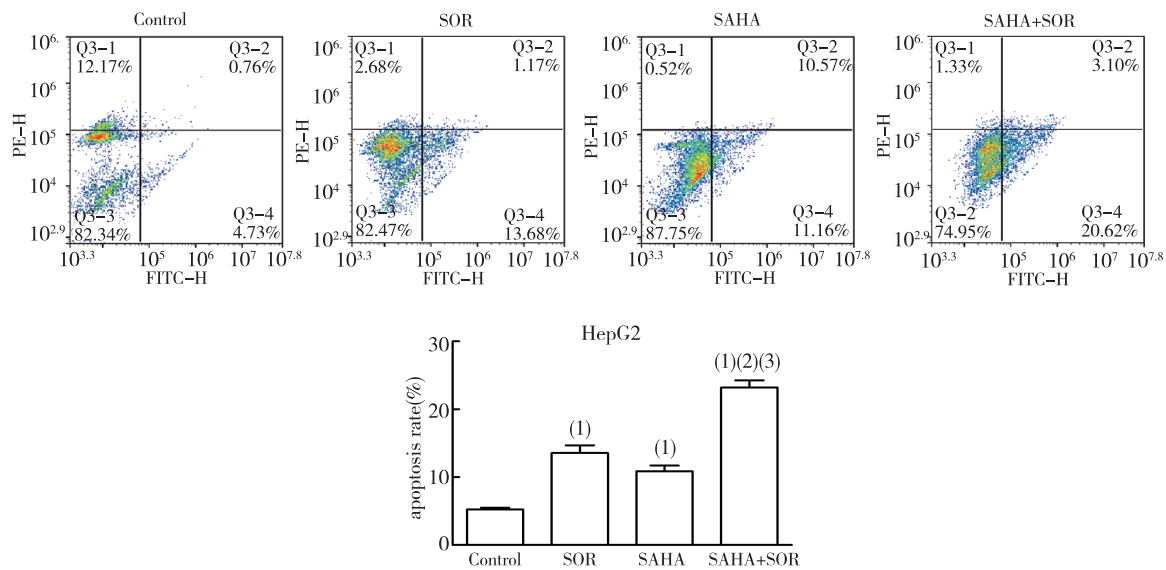 Control
SOR
SAHA
SAHA+SOR
Q3-1
12.17%
Q3-2
0.76%
Q3-3
82.34%
Q3-4
4.73%
10^6.
10^6
10^5
10^4
10^2.9
PE-H
10^3.3 10^5 10^6 10^7 10^7.8
FITC-H
Q3-1
2.68%
Q3-2
1.17%
Q3-3
82.47%
Q3-4
13.68%
10^6.
10^6
10^5
10^4
10^2.9
PE-H
10^3.3 10^5 10^6 10^7 10^7.8
FITC-H
Q3-1
0.52%
Q3-2
10.57%
Q3-3
87.75%
Q3-4
11.16%
10^6.
10^6
10^5
10^4
10^2.9
PE-H
10^3.3 10^5 10^6 10^7 10^7.8
FITC-H
Q3-1
1.33%
Q3-2
3.10%
Q3-2
74.95%
Q3-4
20.62%
10^6.
10^6
10^5
10^4
10^2.9
PE-H
10^3.3 10^5 10^6 10^7 10^7.8
FITC-H
HepG2
apoptosis rate(%)
30
20
10
0
(1)
(1)
(1)(2)(3)
Control SOR SAHA SAHA+SOR